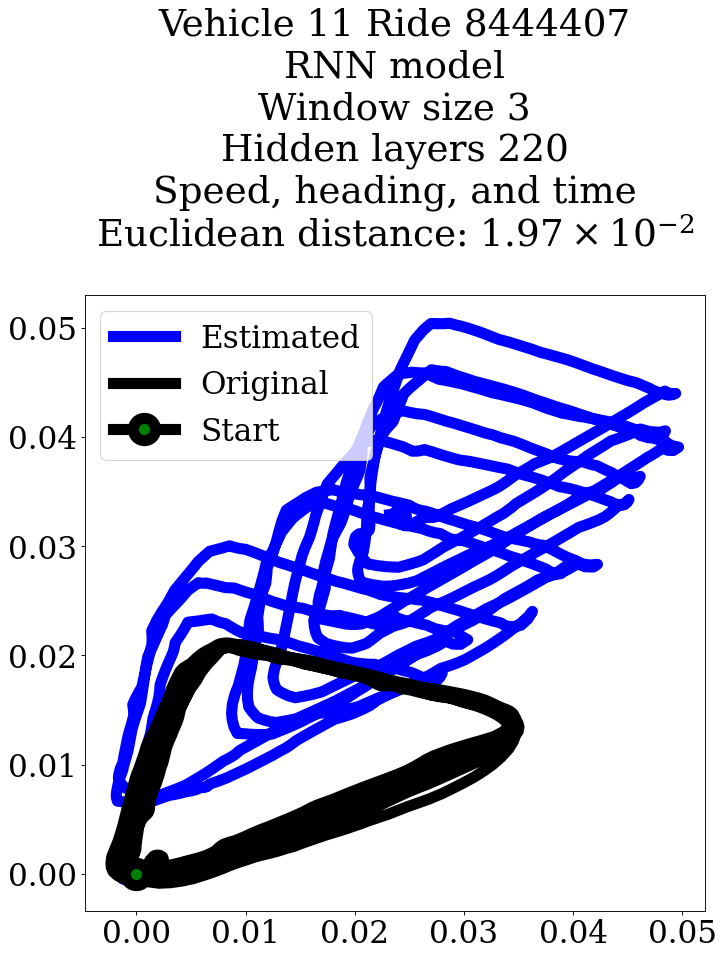 Vehicle 11 Ride 8444407
RNN model
Window size 3
Hidden layers 220
Speed, heading, and time
Euclidean distance: 1.97 × 10⁻²
Estimated
Original
Start
0.05
0.04
0.03
0.02
0.01
0.00
0.00 0.01 0.02 0.03 0.04 0.05